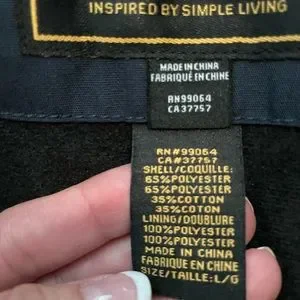 INSPIRED BY SIMPLE LIVING
MADE IN CHINA
FABRIQUÉ EN CHINE
RN99064
CA37757
RN#99064
CA#37757
SHELL/COQUILLE:
65%POLYESTER
65%POLYESTER
35%COTTON
35%COTTON
LINING/DOUBLURE
100%POLYESTER
100%POLYESTER
MADE IN CHINA
FABRIQUE EN CHINE
SIZE/TAILLE:L/G